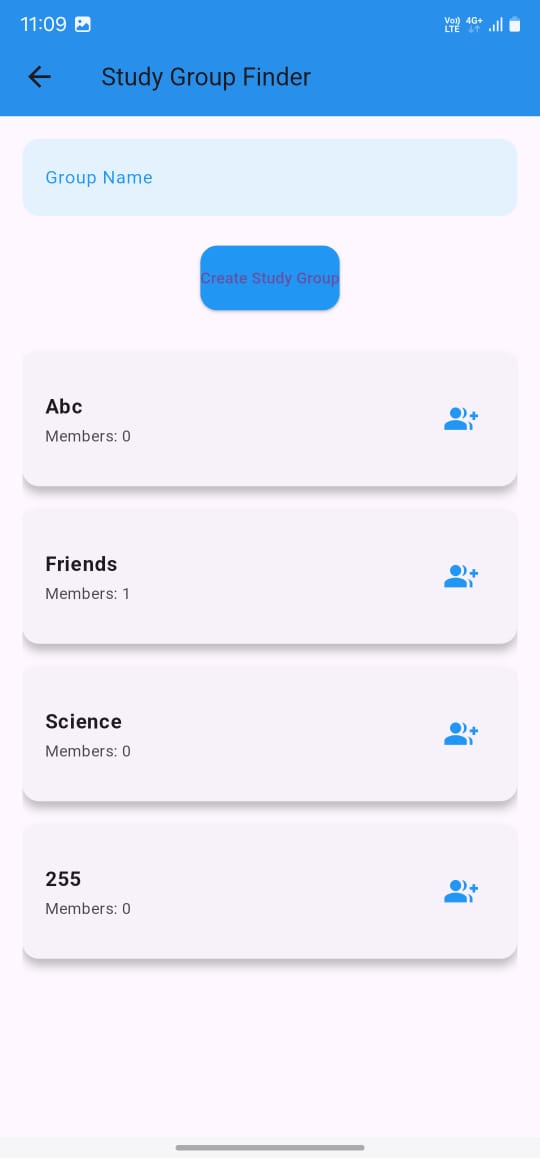 11:09
Vo)) 4G+
LTE
Study Group Finder
Group Name
Create Study Group
Abc
Members: 0
Friends
Members: 1
Science
Members: 0
255
Members: 0